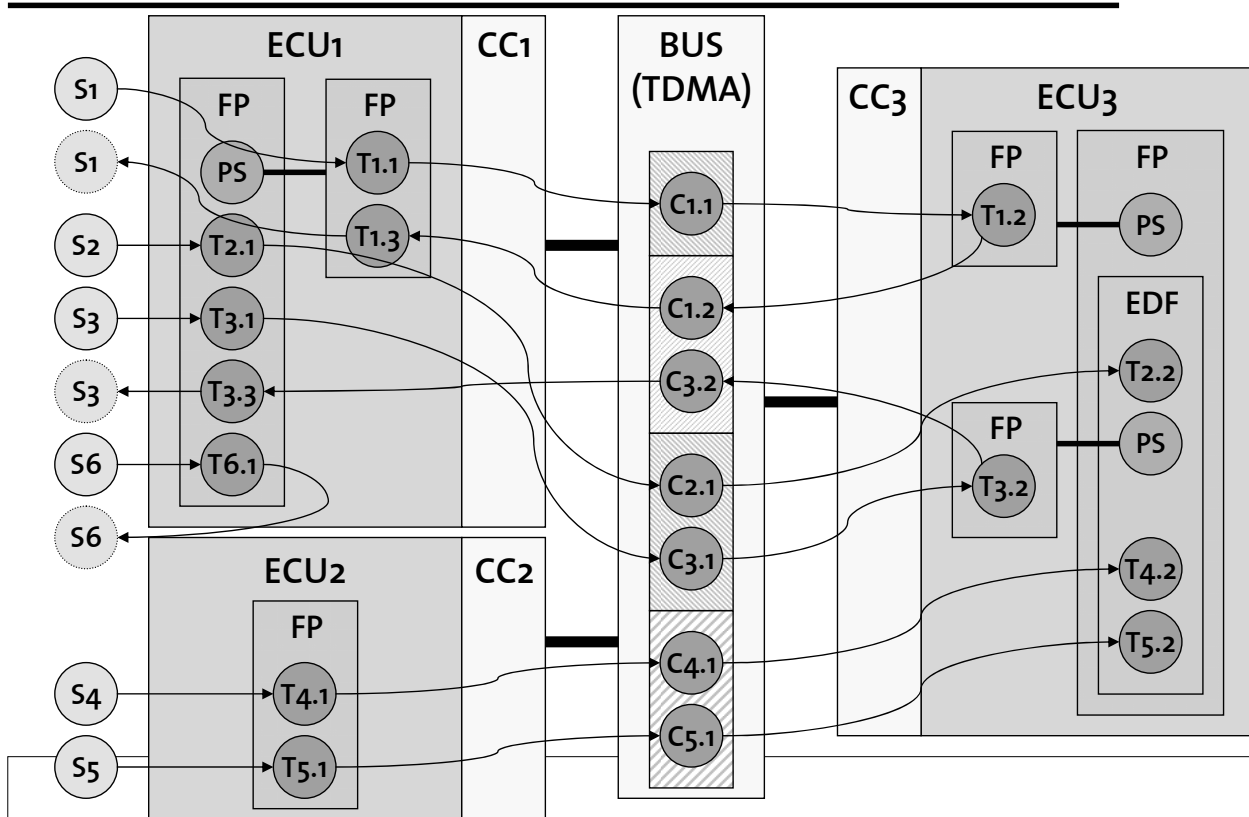 ECU1
CC1
BUS
(TDMA)
CC3
ECU3
S1
FP
FP
FP
FP
S1
PS
T1.1
C1.1
T1.2
PS
S2
T2.1
T1.3
EDF
S3
T3.1
C1.2
T2.2
S3
T3.3
C3.2
FP
PS
S6
T6.1
C2.1
T3.2
S6
C3.1
ECU2
CC2
T4.2
FP
T5.2
S4
T4.1
C4.1
S5
T5.1
C5.1